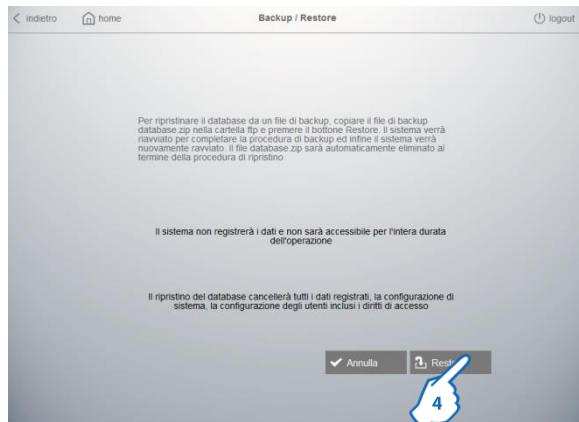 indietro home Backup / Restore logout
Per ripristinare il database da un file di backup, copiare il file di backup
database.zip nella cartella ftp e premere il bottone Restore. Il sistema verrà
riavviato per completare la procedura di backup ed infine il sistema verrà
nuovamente ravviato. Il file database.zip sarà automaticamente eliminato al
termine della procedura di ripristino
Il sistema non registrerà i dati e non sarà accessibile per l'intera durata
dell'operazione
Il ripristino del database cancellerà tutti i dati registrati, la configurazione di
sistema, la configurazione degli utenti inclusi i diritti di accesso
Annulla Rest
4